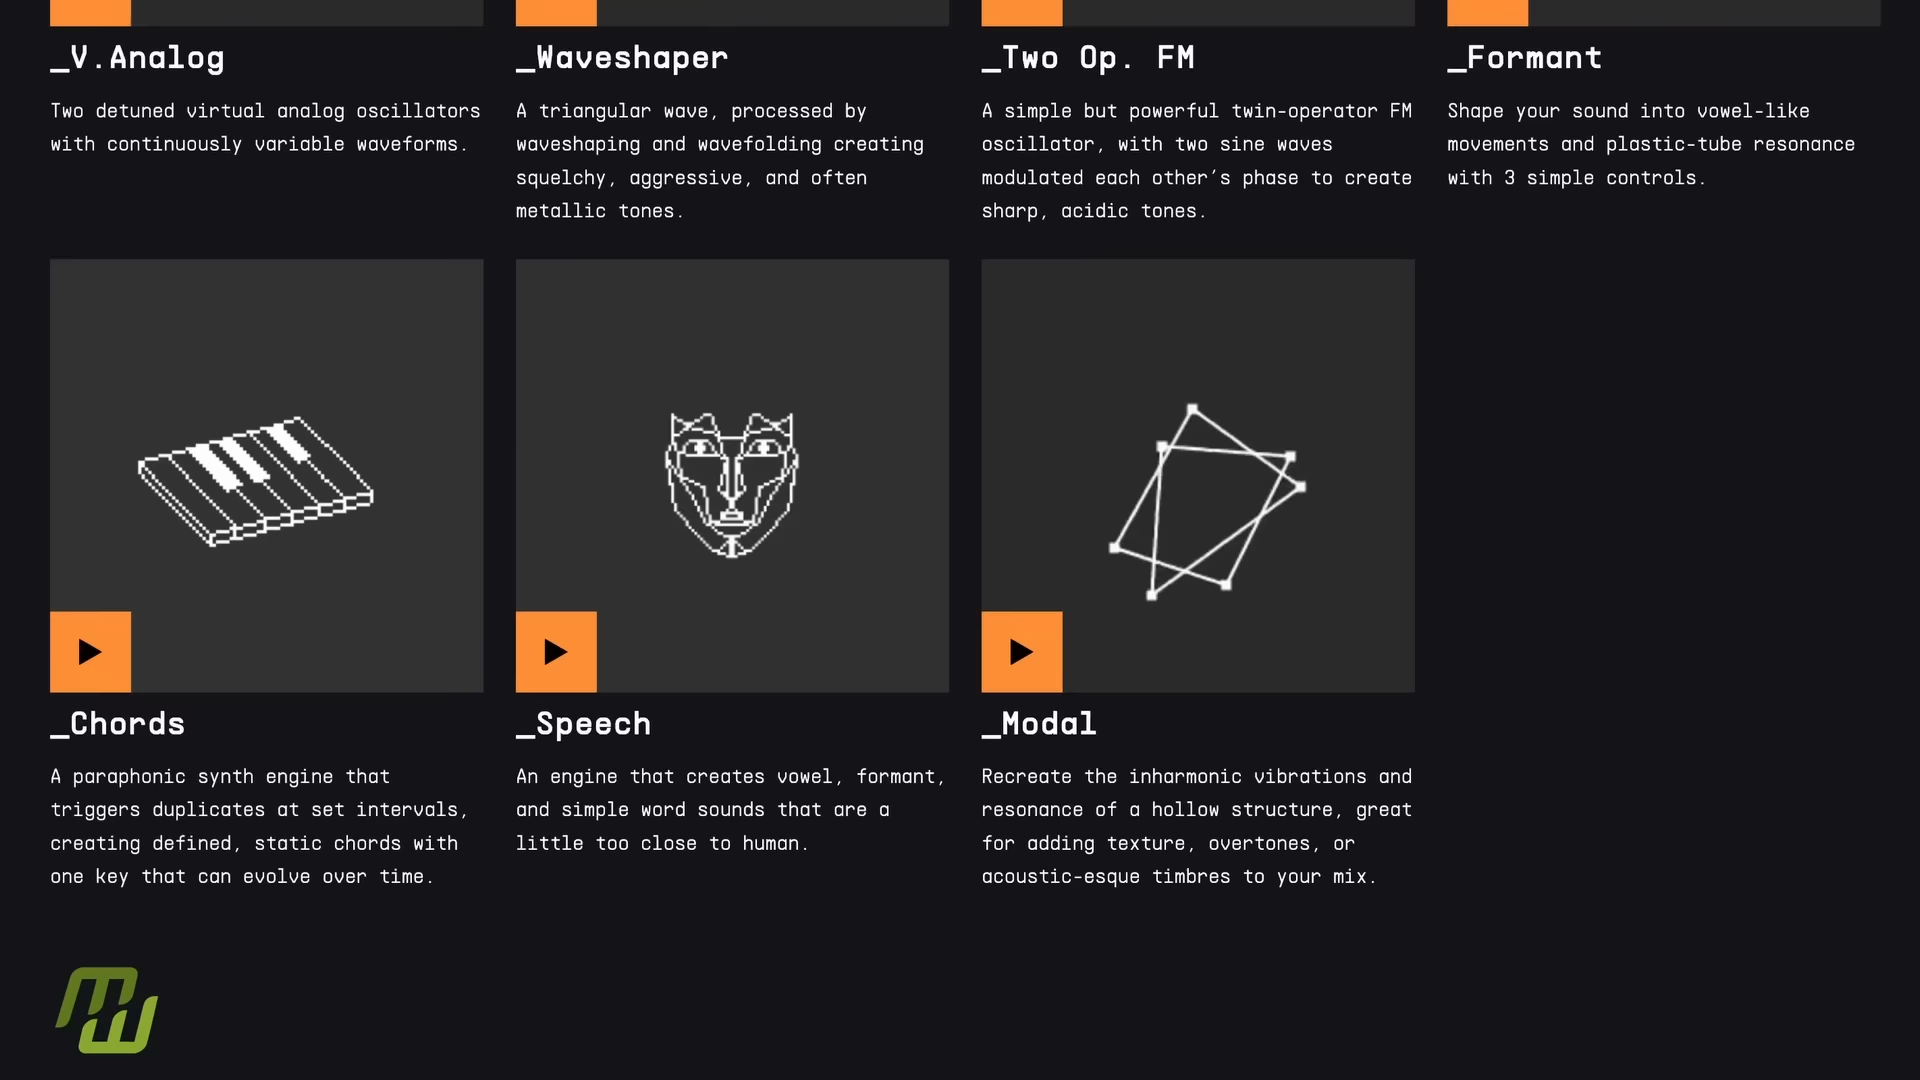 _V.Analog
Two detuned virtual analog oscillators
with continuously variable waveforms.
_Waveshaper
A triangular wave, processed by
waveshaping and wavefolding creating
squelchy, aggressive, and often
metallic tones.
_Two Op. FM
A simple but powerful twin-operator FM
oscillator, with two sine waves
modulated each other's phase to create
sharp, acidic tones.
_Formant
Shape your sound into vowel-like
movements and plastic-tube resonance
with 3 simple controls.
_Chords
A paraphonic synth engine that
triggers duplicates at set intervals,
creating defined, static chords with
one key that can evolve over time.
_Speech
An engine that creates vowel, formant,
and simple word sounds that are a
little too close to human.
_Modal
Recreate the inharmonic vibrations and
resonance of a hollow structure, great
for adding texture, overtones, or
acoustic-esque timbres to your mix.